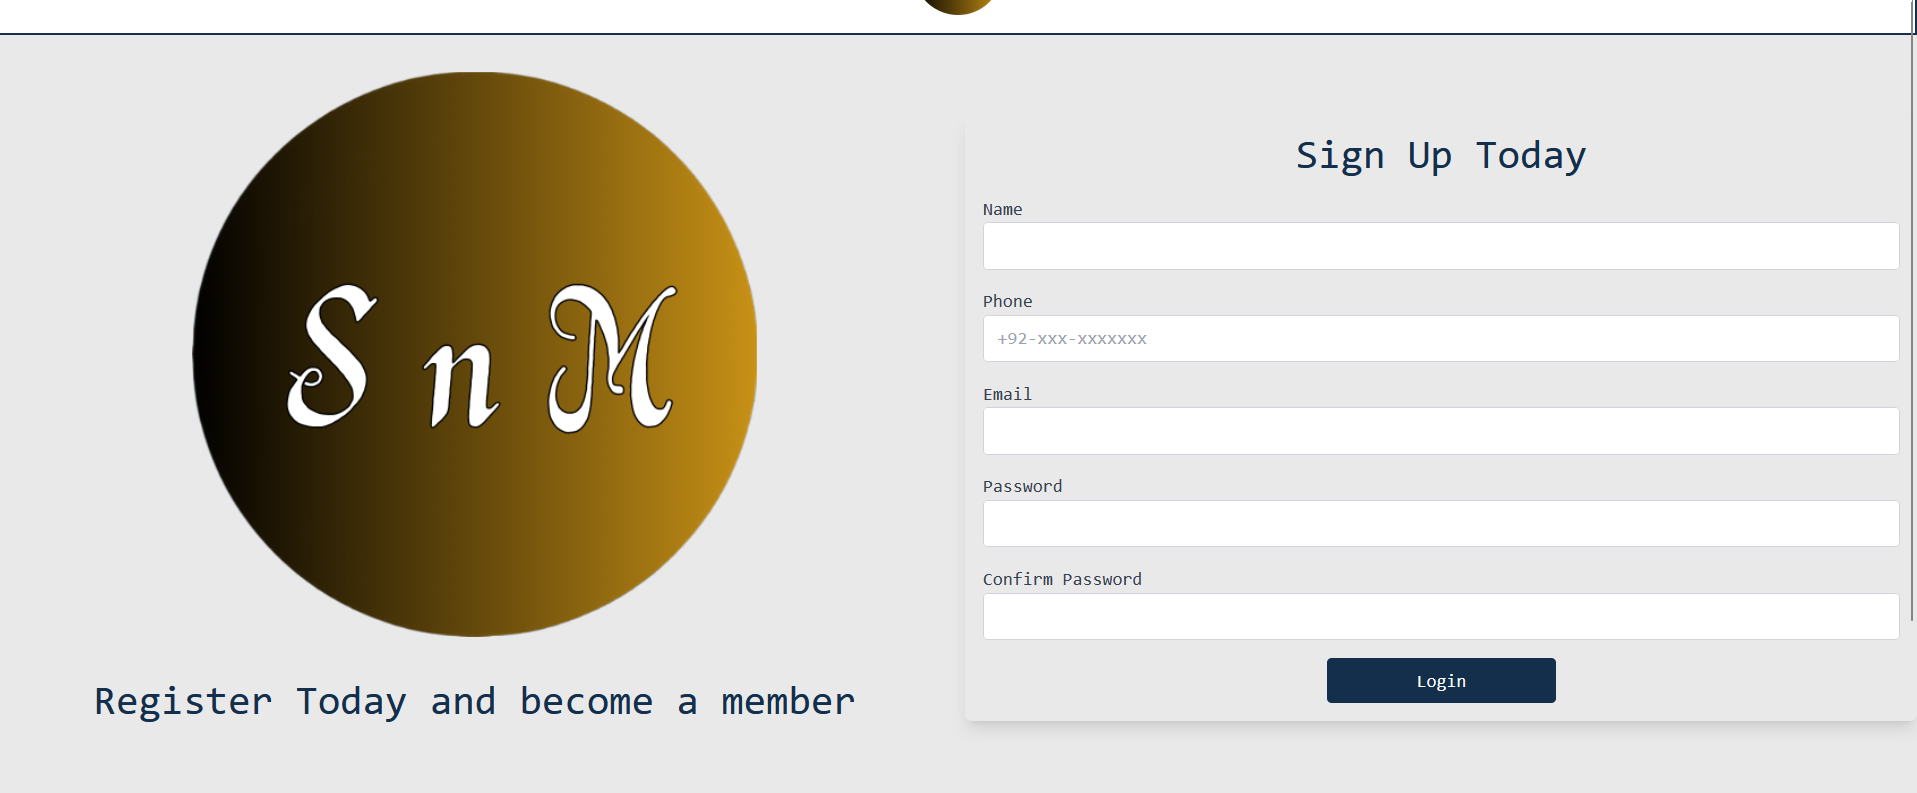 S n M
Register Today and become a member
Sign Up Today
Name
Phone
+92-xxx-xxxxxxx
Email
Password
Confirm Password
Login